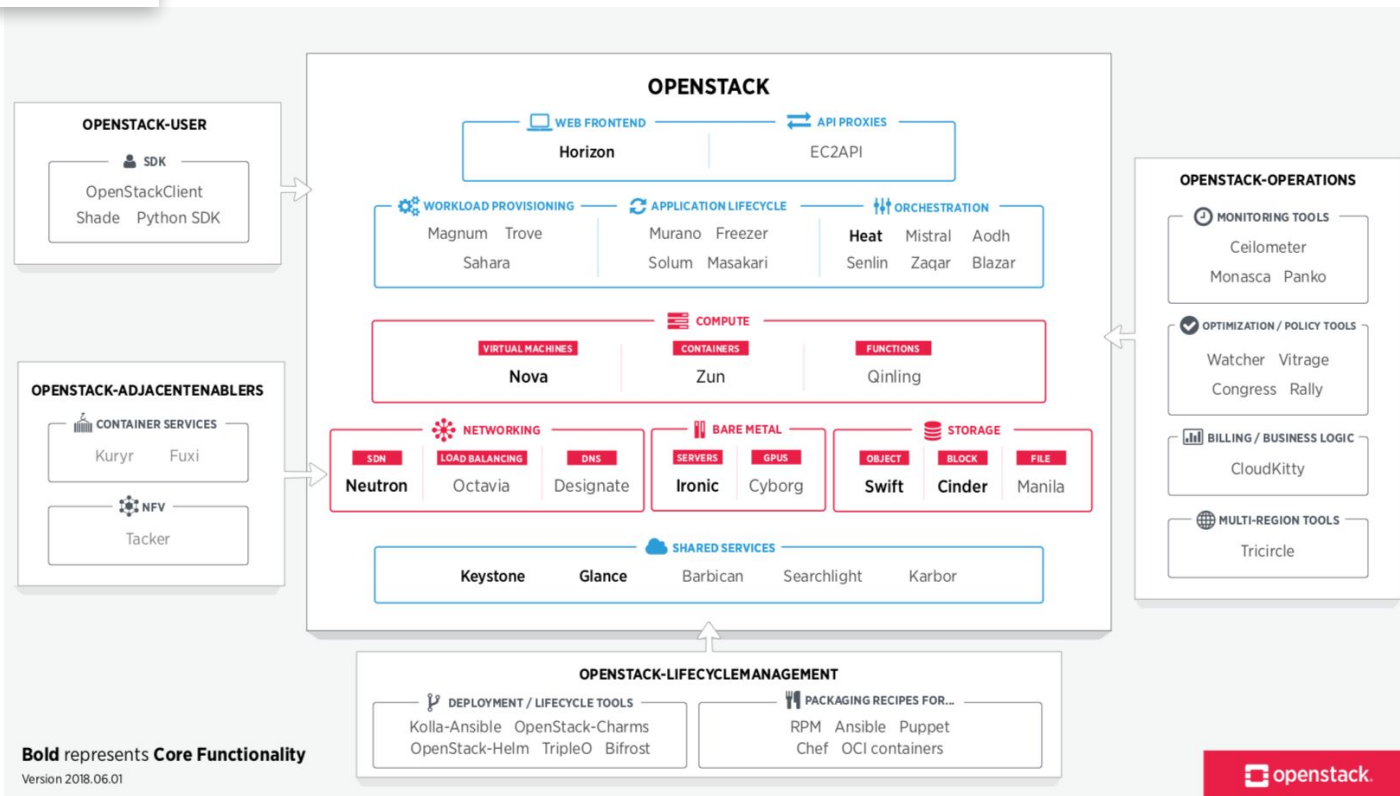 OPENSTACK
WEB FRONTEND
Horizon
API PROXIES
EC2API
WORKLOAD PROVISIONING
Magnum Trove
Sahara
APPLICATION LIFECYCLE
Murano Freezer
Solum Masakari
ORCHESTRATION
Heat Mistral Aodh
Senlin Zaqar Blazar
COMPUTE
VIRTUAL MACHINES
Nova
CONTAINERS
Zun
FUNCTIONS
Qinling
NETWORKING
SDN
Neutron
LOAD BALANCING
Octavia
DNS
Designate
BARE METAL
SERVERS
Ironic
GPUS
Cyborg
STORAGE
OBJECT
Swift
BLOCK
Cinder
FILE
Manila
SHARED SERVICES
Keystone Glance Barbican Searchlight Karbor
OPENSTACK-USER
SDK
OpenStackClient
Shade Python SDK
OPENSTACK-ADJACENTENABLERS
CONTAINER SERVICES
Kuryr Fuxi
NFV
Tacker
OPENSTACK-OPERATIONS
MONITORING TOOLS
Ceilometer
Monasca Panko
OPTIMIZATION / POLICY TOOLS
Watcher Vitrage
Congress Rally
BILLING / BUSINESS LOGIC
CloudKitty
MULTI-REGION TOOLS
Tricircle
OPENSTACK-LIFECYCLEMANAGEMENT
DEPLOYMENT / LIFECYCLE TOOLS
Kolla-Ansible OpenStack-Charms
OpenStack-Helm TripleO Bifrost
PACKAGING RECIPES FOR...
RPM Ansible Puppet
Chef OCI containers
Bold represents Core Functionality
Version 2018.06.01
openstack.